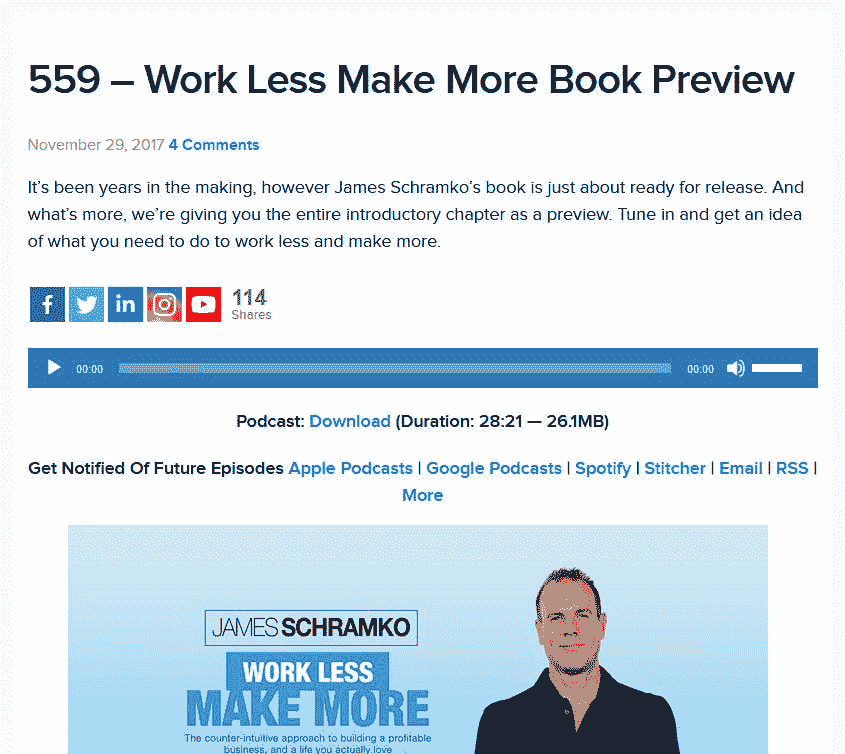 559 – Work Less Make More Book Preview
November 29, 2017 4 Comments
It's been years in the making, however James Schramko's book is just about ready for release. And
what's more, we're giving you the entire introductory chapter as a preview. Tune in and get an idea
of what you need to do to work less and make more.
114
Shares
00:00 00:00
Podcast: Download (Duration: 28:21 — 26.1MB)
Get Notified Of Future Episodes Apple Podcasts | Google Podcasts | Spotify | Stitcher | Email | RSS |
More
JAMES SCHRAMKO
WORK LESS
MAKE MORE
The counter-intuitive approach to building a profitable
business, and a life you actually love